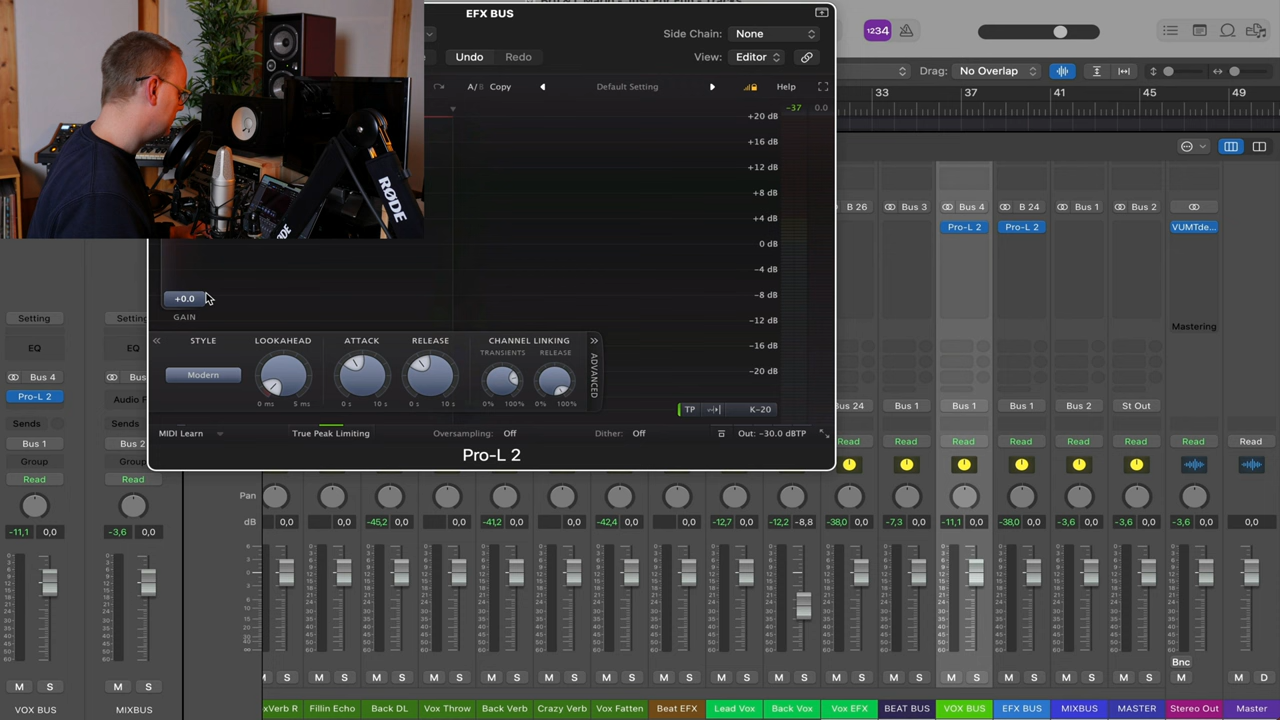 EFX BUS
Side Chain: None
Undo Redo View: Editor
A/B Copy Default Setting Help
-37 0.0
+20 dB
+16 dB
+12 dB
+8 dB
+4 dB
0 dB
-4 dB
-8 dB
-12 dB
-16 dB
-20 dB
RØDE
+0.0
GAIN
STYLE LOOKAHEAD ATTACK RELEASE CHANNEL LINKING
TRANSIENTS RELEASE
Modern
0 ms 5 ms 0 s 10 s 0 s 10 s 0% 100% 0% 100%
ADVANCED
TP K-20
MIDI Learn True Peak Limiting Oversampling: Off Dither: Off Out: -30.0 dBTP
Pro-L 2
1234
Drag: No Overlap
33 37 41 45 49
B 26 Bus 3 Bus 4 B 24 Bus 1 Bus 2
Pro-L 2 Pro-L 2 VUMTde...
Mastering
Bus 24 Bus 1 Bus 1 Bus 1 Bus 2 St Out
Read Read Read Read Read Read Read Read
Setting Setting
EQ EQ
Bus 4 Bus
Pro-L 2 Audio F
Sends Sends
Bus 1 Bus 2
Group Group
Read Read
Pan
dB
-11,1 0,0 -3,6 0,0
0,0 0,0 -45,2 0,0 0,0 -41,2 0,0 0,0 -42,4 0,0 0,0 -12,7 0,0 -12,2 -8,8 -38,0 0,0 -7,3 0,0 -11,1 0,0 -38,0 0,0 -3,6 0,0 -3,6 0,0 -3,6 0,0 0,0
Bnc
M S M S
S M S M S M S M S M S M S M S M S M S M S M S M S M S M S M M D
VOX BUS MIXBUS
xVerb R Fillin Echo Back DL Vox Throw Back Verb Crazy Verb Vox Fatten Beat EFX Lead Vox Back Vox Vox EFX BEAT BUS VOX BUS EFX BUS MIXBUS MASTER Stereo Out Master